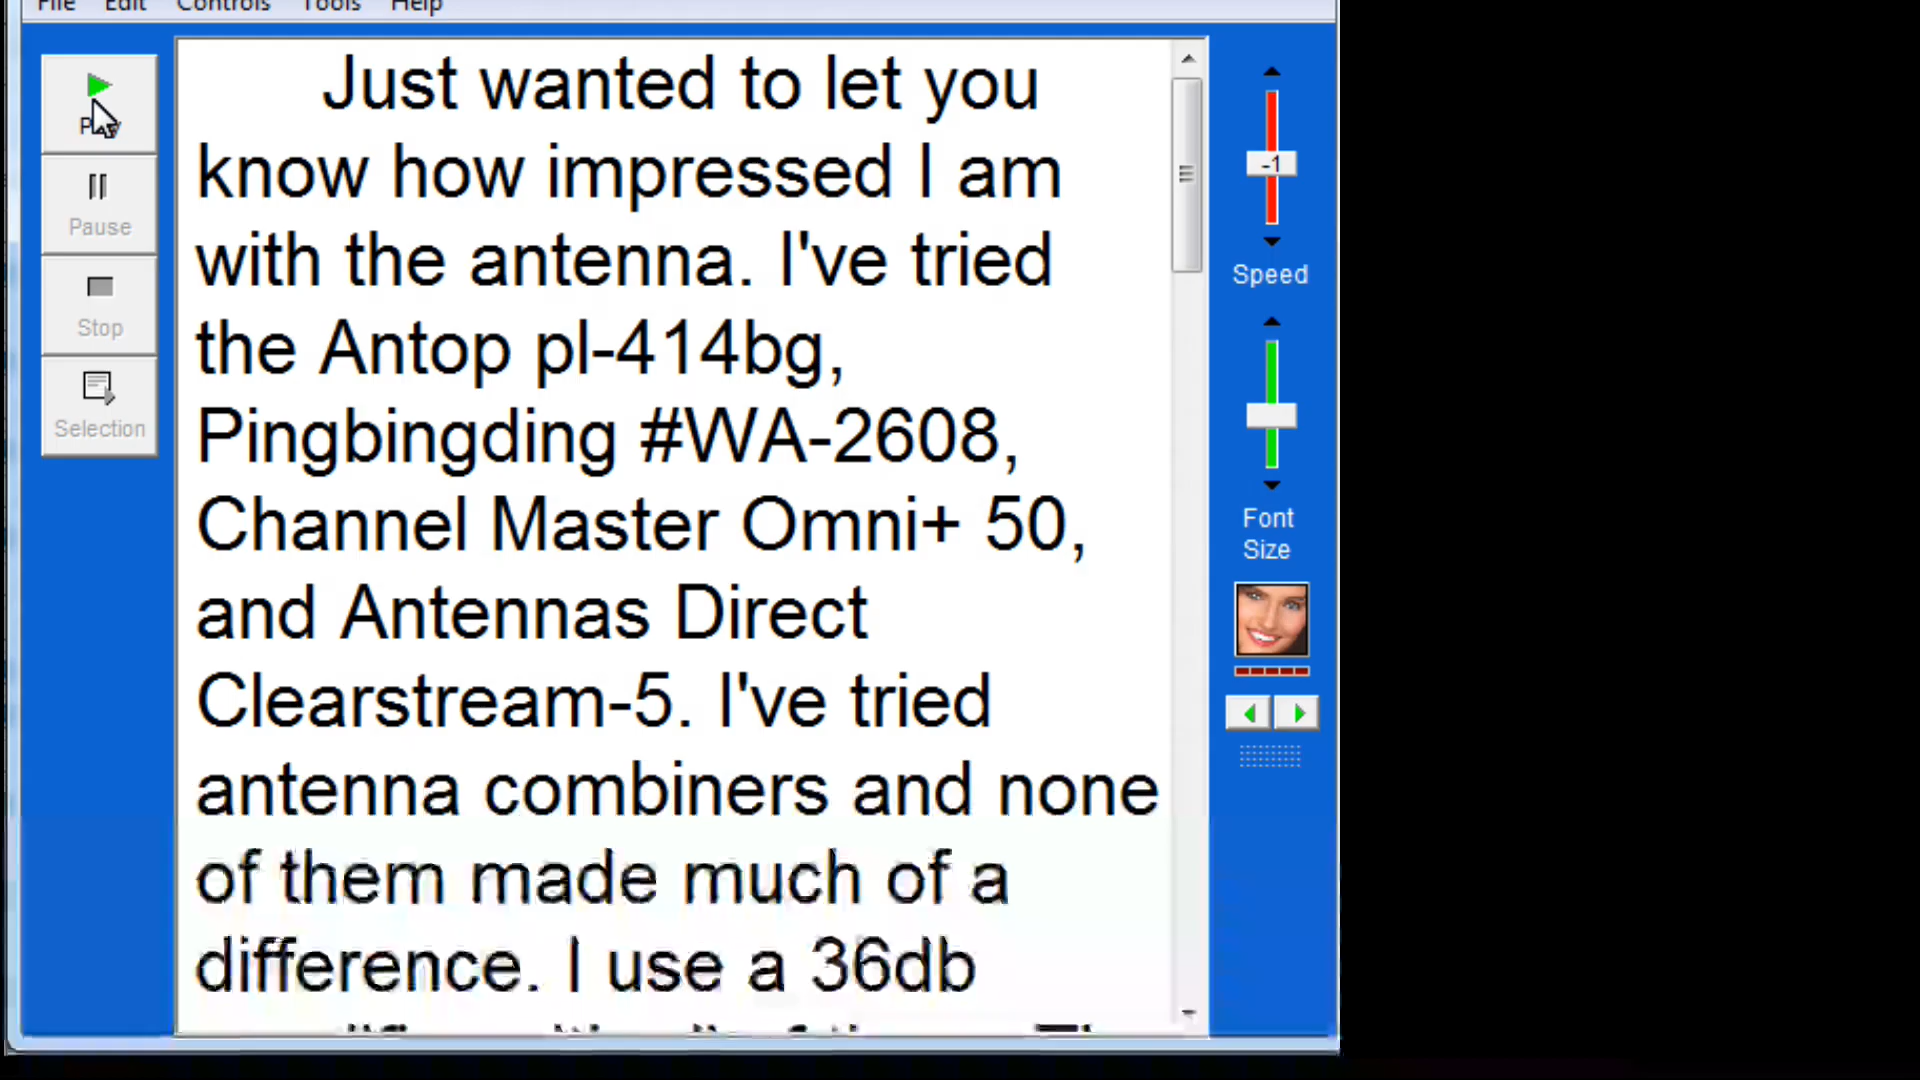 File Edit Controls Tools Help
Play
Pause
Stop
Selection
Just wanted to let you
know how impressed I am
with the antenna. I've tried
the Antop pl-414bg,
Pingbingding #WA-2608,
Channel Master Omni+ 50,
and Antennas Direct
Clearstream-5. I've tried
antenna combiners and none
of them made much of a
difference. I use a 36db
-1
Speed
Font
Size